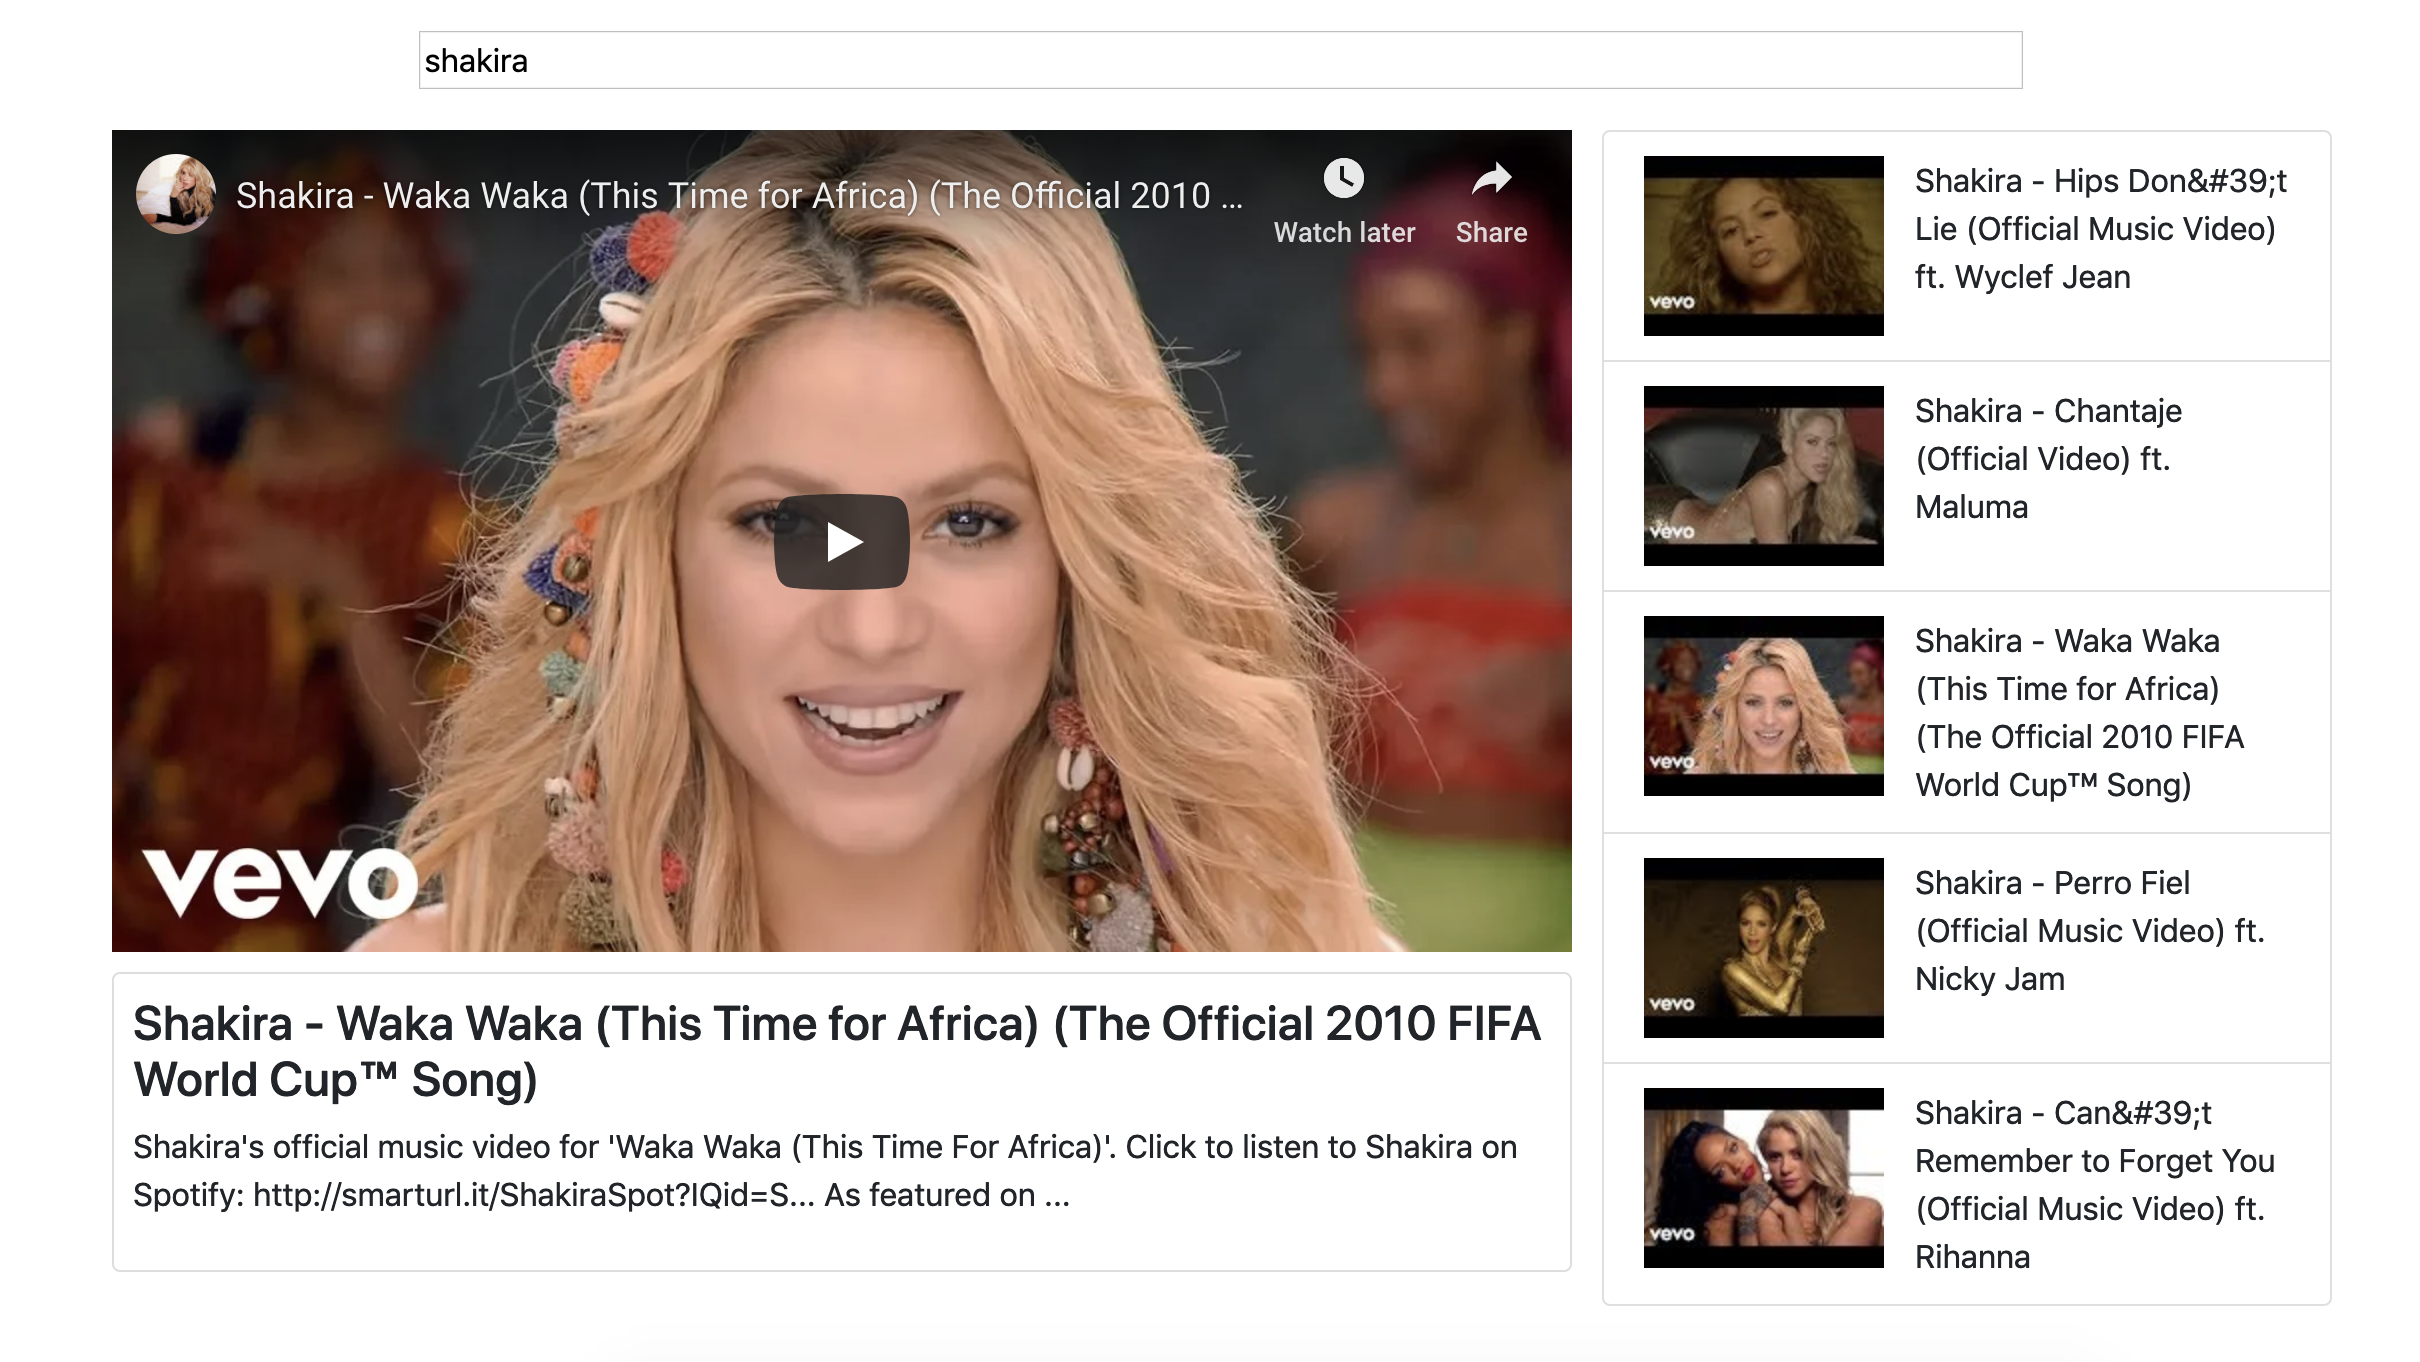 shakira
Shakira - Waka Waka (This Time for Africa) (The Official 2010 ...
Watch later
Share
vevo
Shakira - Waka Waka (This Time for Africa) (The Official 2010 FIFA
World Cup™ Song)
Shakira's official music video for 'Waka Waka (This Time For Africa)'. Click to listen to Shakira on
Spotify: http://smarturl.it/ShakiraSpot?IQid=S... As featured on ...
vevo
Shakira - Hips Don&#39;t
Lie (Official Music Video)
ft. Wyclef Jean
vevo
Shakira - Chantaje
(Official Video) ft.
Maluma
vevo
Shakira - Waka Waka
(This Time for Africa)
(The Official 2010 FIFA
World Cup™ Song)
vevo
Shakira - Perro Fiel
(Official Music Video) ft.
Nicky Jam
vevo
Shakira - Can&#39;t
Remember to Forget You
(Official Music Video) ft.
Rihanna